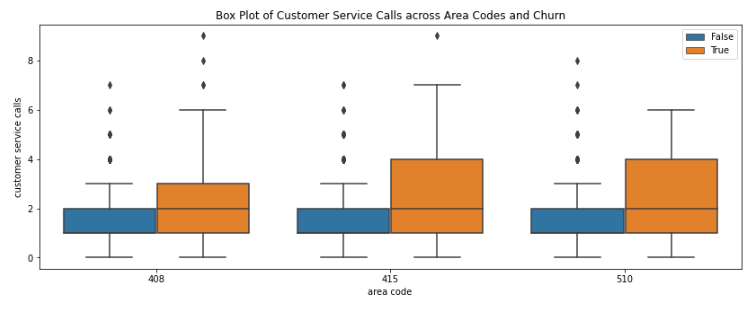 Box Plot of Customer Service Calls across Area Codes and Churn
False
True
8
6
4
2
0
customer service calls
408
415
510
area code